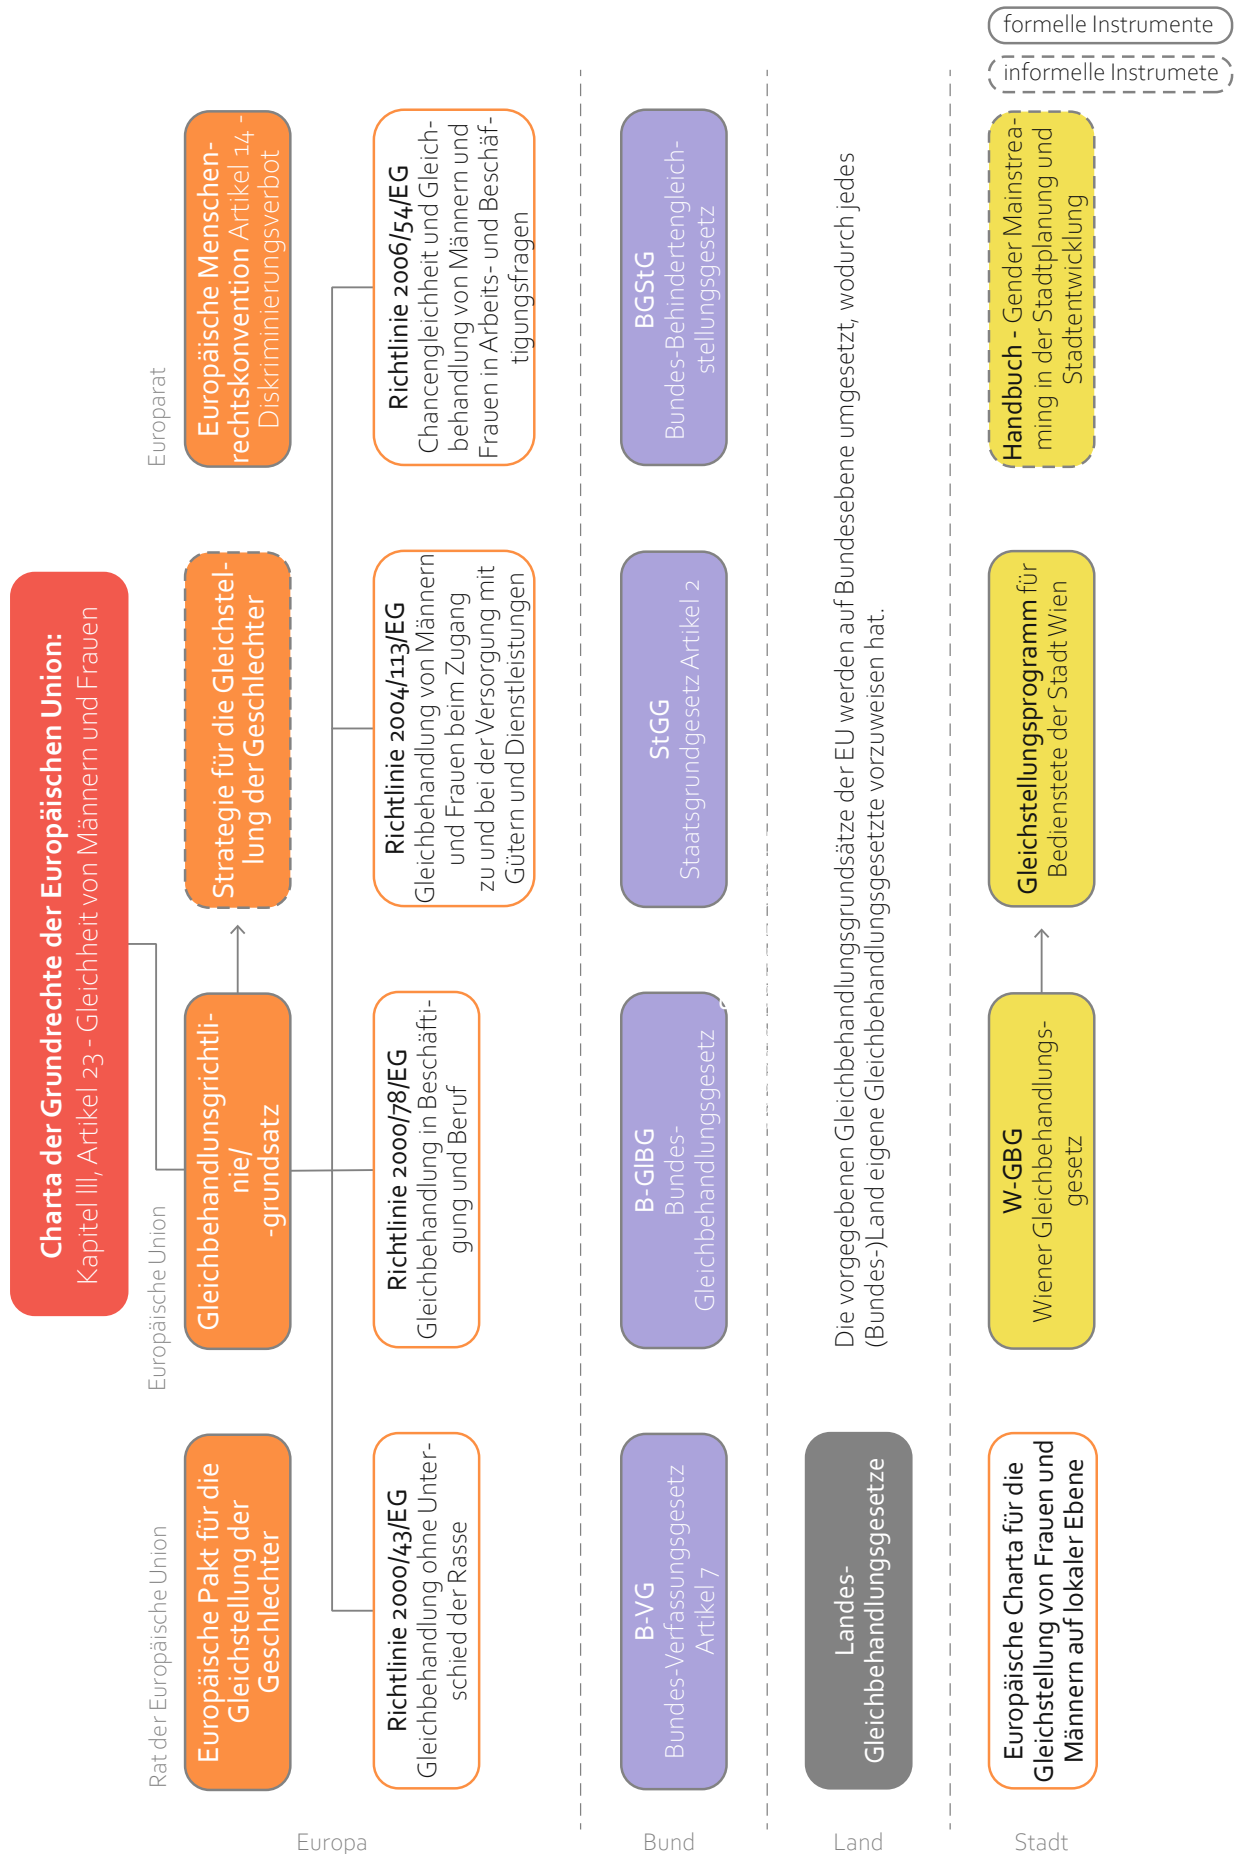 formelle Instrumente
informelle Instrumete
Charta der Grundrechte der Europäischen Union:
Kapitel III, Artikel 23 - Gleichheit von Männern und Frauen
Rat der Europäische Union
Europäische Union
Europarat
Europäische Pakt für die
Gleichstellung der
Geschlechter
Gleichbehandlunsgrichtli-
nie/
-grundsatz
Strategie für die Gleichstel-
lung der Geschlechter
Europäische Menschen-
rechtskonvention Artikel 14 -
Diskriminierungsverbot
Europa
Richtlinie 2000/43/EG
Gleichbehandlung ohne Unter-
schied der Rasse
Richtlinie 2000/78/EG
Gleichbehandlung in Beschäfti-
gung und Beruf
Richtlinie 2004/113/EG
Gleichbehandlung von Männern
und Frauen beim Zugang
zu und bei der Versorgung mit
Gütern und Dienstleistungen
Richtlinie 2006/54/EG
Chancengleichheit und Gleich-
behandlung von Männern und
Frauen in Arbeits- und Beschäf-
tigungsfragen
Bund
B-VG
Bundes-Verfassungsgesetz
Artikel 7
B-GlBG
Bundes-
Gleichbehandlungsgesetz
StGG
Staatsgrundgesetz Artikel 2
BGStG
Bundes-Behindertengleich-
stellungsgesetz
Land
Landes-
Gleichbehandlungsgesetze
Die vorgegebenen Gleichbehandlungsgrundsätze der EU werden auf Bundesebene umgesetzt, wodurch jedes
(Bundes-)Land eigene Gleichbehandlungsgesetzte vorzuweisen hat.
Stadt
Europäische Charta für die
Gleichstellung von Frauen und
Männern auf lokaler Ebene
W-GBG
Wiener Gleichbehandlungs-
gesetz
Gleichstellungsprogramm für
Bedienstete der Stadt Wien
Handbuch - Gender Mainstrea-
ming in der Stadtplanung und
Stadtentwicklung